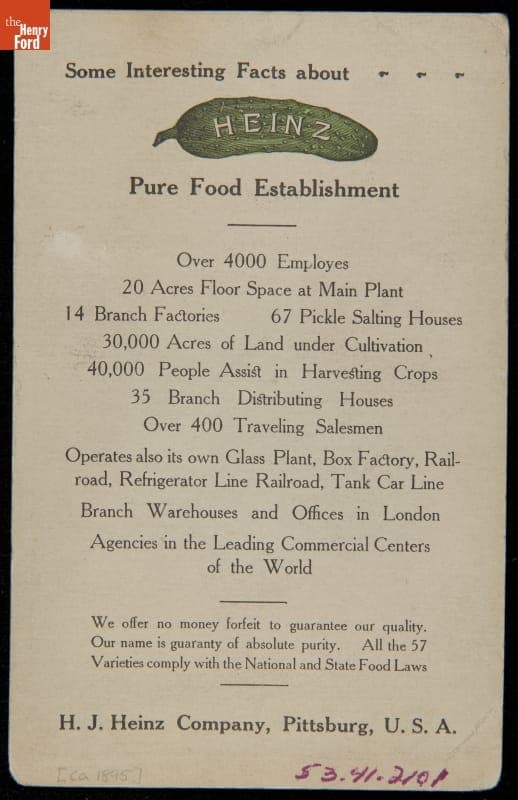 the
Henry
Ford
Some Interesting Facts about - - -
HEINZ
Pure Food Establishment
Over 4000 Employes
20 Acres Floor Space at Main Plant
14 Branch Factories 67 Pickle Salting Houses
30,000 Acres of Land under Cultivation
40,000 People Assist in Harvesting Crops
35 Branch Distributing Houses
Over 400 Traveling Salesmen
Operates also its own Glass Plant, Box Factory, Rail-
road, Refrigerator Line Railroad, Tank Car Line
Branch Warehouses and Offices in London
Agencies in the Leading Commercial Centers
of the World
We offer no money forfeit to guarantee our quality.
Our name is guaranty of absolute purity. All the 57
Varieties comply with the National and State Food Laws
H. J. Heinz Company, Pittsburg, U. S. A.
[ca 1895] 53.41.2101